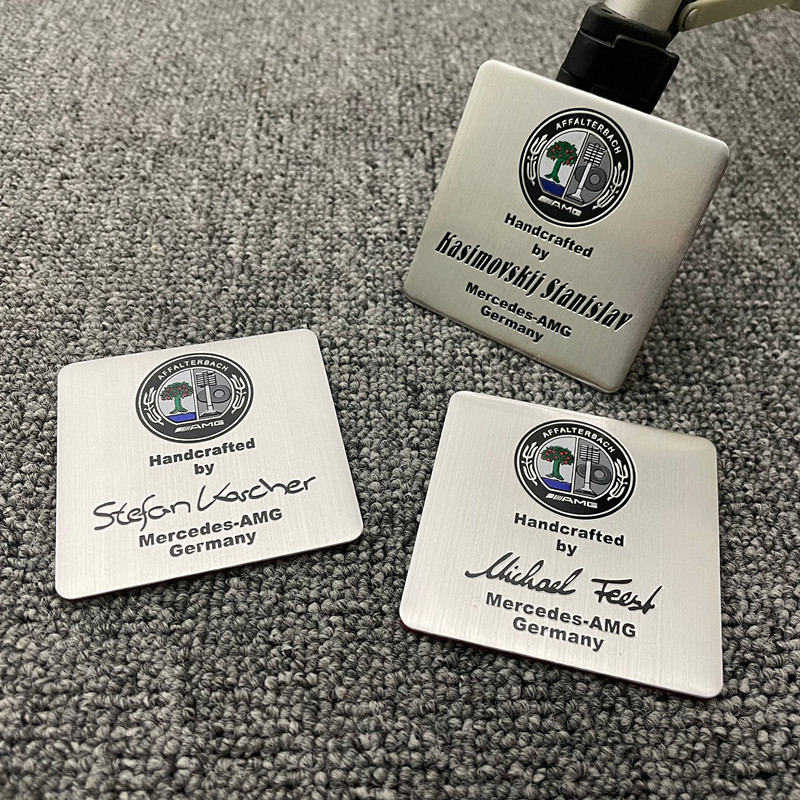 AFFALTERBACH
AMG
Handcrafted
by
Kasimovskij Stanislav
Mercedes-AMG
Germany
AFFALTERBACH
AMG
Handcrafted
by
Stefan Karcher
Mercedes-AMG
Germany
AFFALTERBACH
AMG
Handcrafted
by
Michael Feest
Mercedes-AMG
Germany